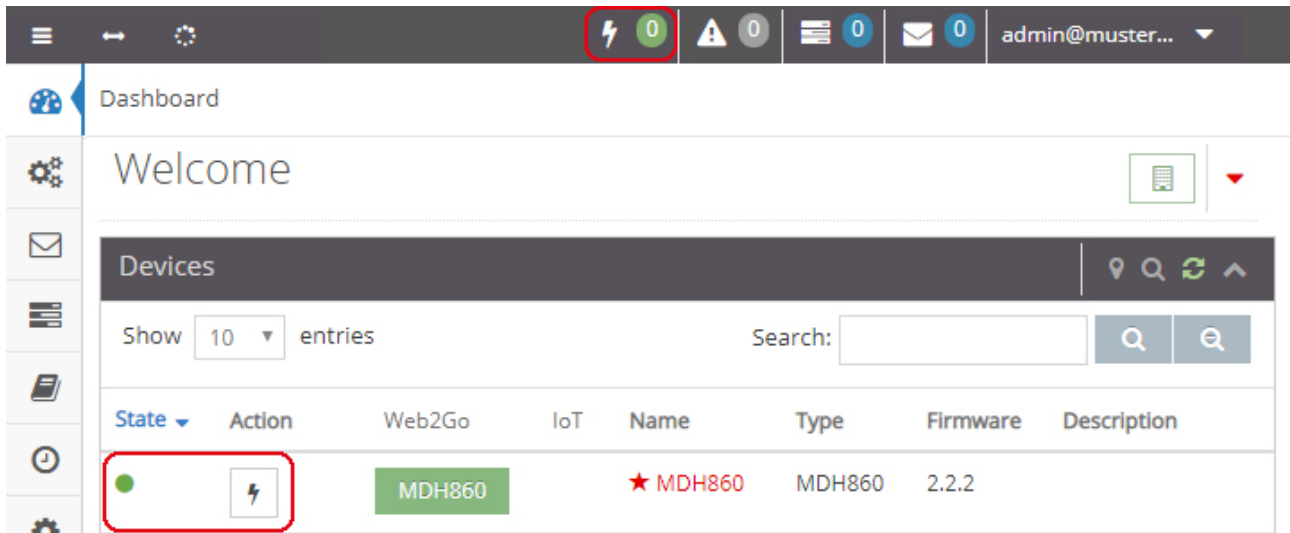 0 0 0 0 admin@muster...
Dashboard
Welcome
Devices
Show 10 entries Search:
State Action Web2Go IoT Name Type Firmware Description
MDH860 MDH860 MDH860 2.2.2